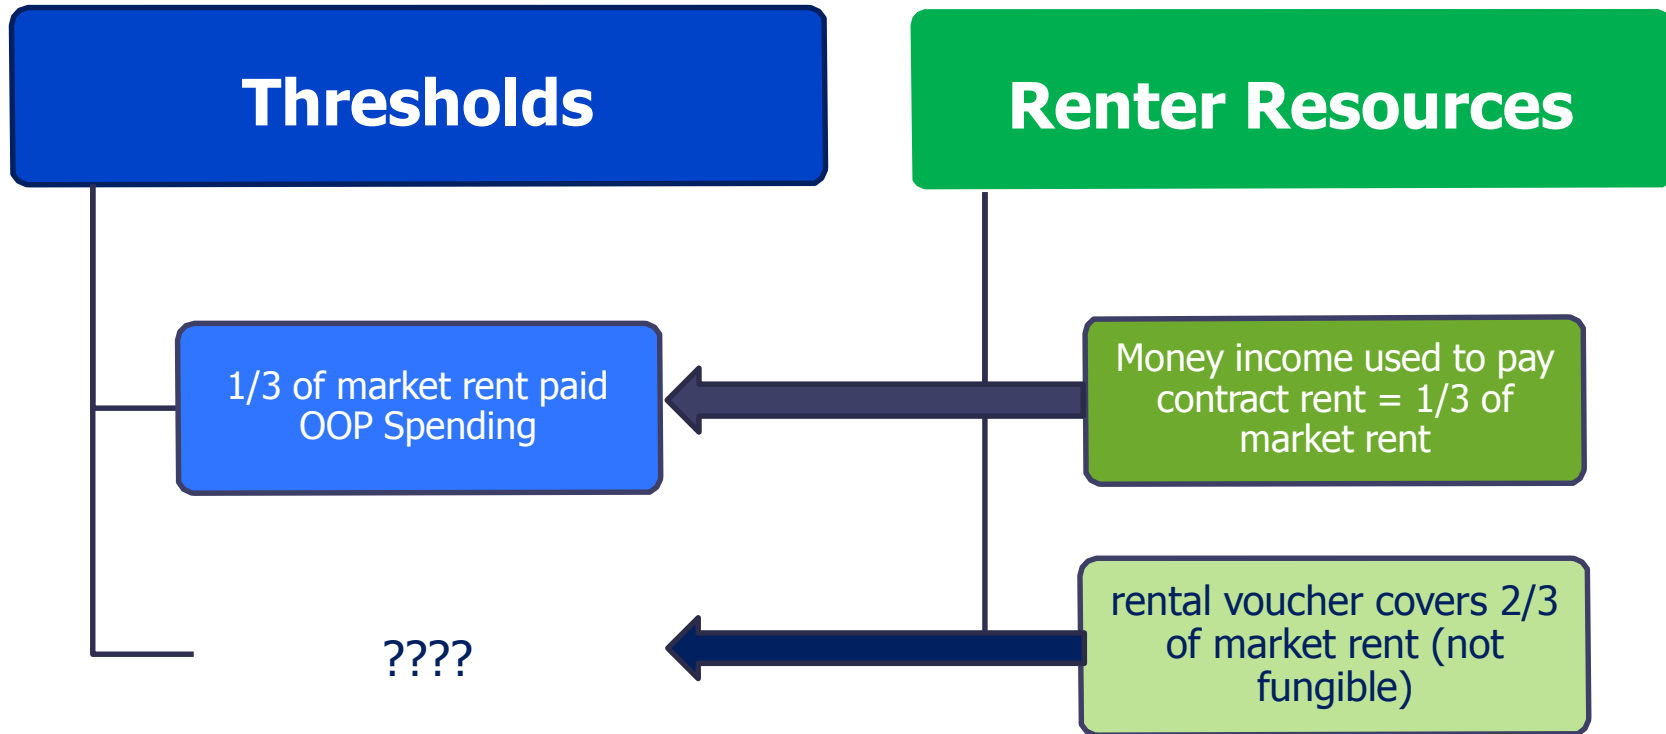 Thresholds
Renter Resources
1/3 of market rent paid
OOP Spending
Money income used to pay
contract rent = 1/3 of
market rent
????
rental voucher covers 2/3
of market rent (not
fungible)